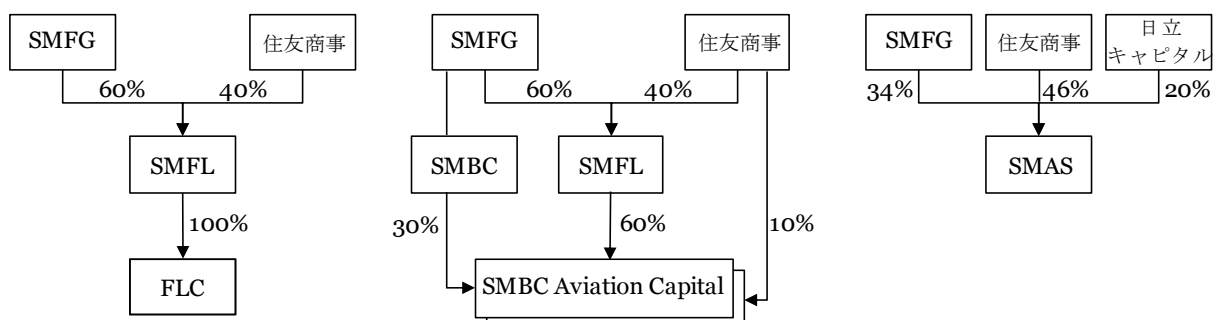 SMFG
住友商事
60%
40%
SMFL
100%
FLC
SMFG
住友商事
60%
40%
SMBC
SMFL
30%
60%
10%
SMBC Aviation Capital
SMFG
住友商事
日立
キャピタル
34%
46%
20%
SMAS